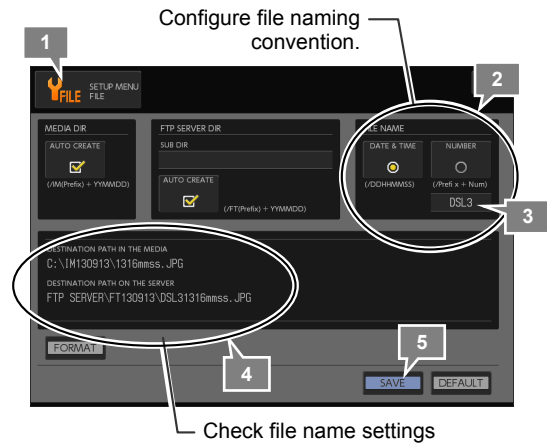 Configure file naming
convention.
1
2
FILE
SETUP MENU
FILE
MEDIA DIR
AUTO CREATE
(/IM(Prefix) + YYMMDD)
FTP SERVER DIR
SUB DIR
AUTO CREATE
(/FT(Prefix) + YYMMDD)
FILE NAME
DATE & TIME
(/DDHHMMSS)
NUMBER
(/Prefi x + Num)
DSL3
3
DESTINATION PATH IN THE MEDIA
C:\IM130913\1316mmss.JPG
DESTINATION PATH ON THE SERVER
FTP SERVER\FT130913\DSL31316mmss.JPG
FORMAT
4
5
SAVE
DEFAULT
Check file name settings